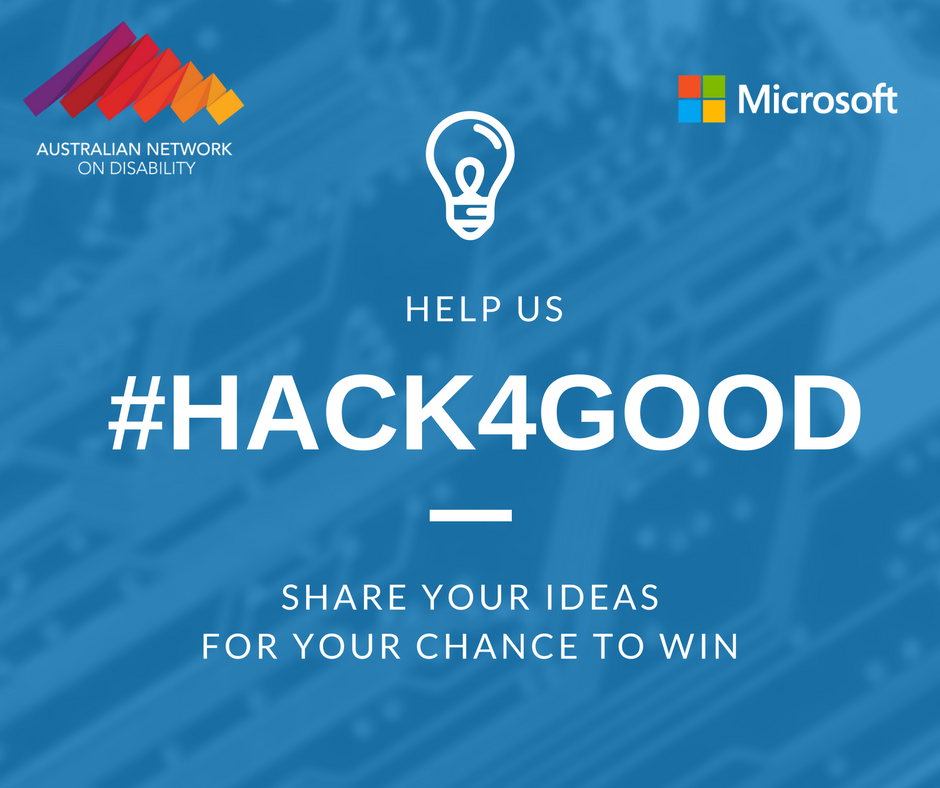 AUSTRALIAN NETWORK
ON DISABILITY
Microsoft
HELP US
#HACK4GOOD
SHARE YOUR IDEAS
FOR YOUR CHANCE TO WIN